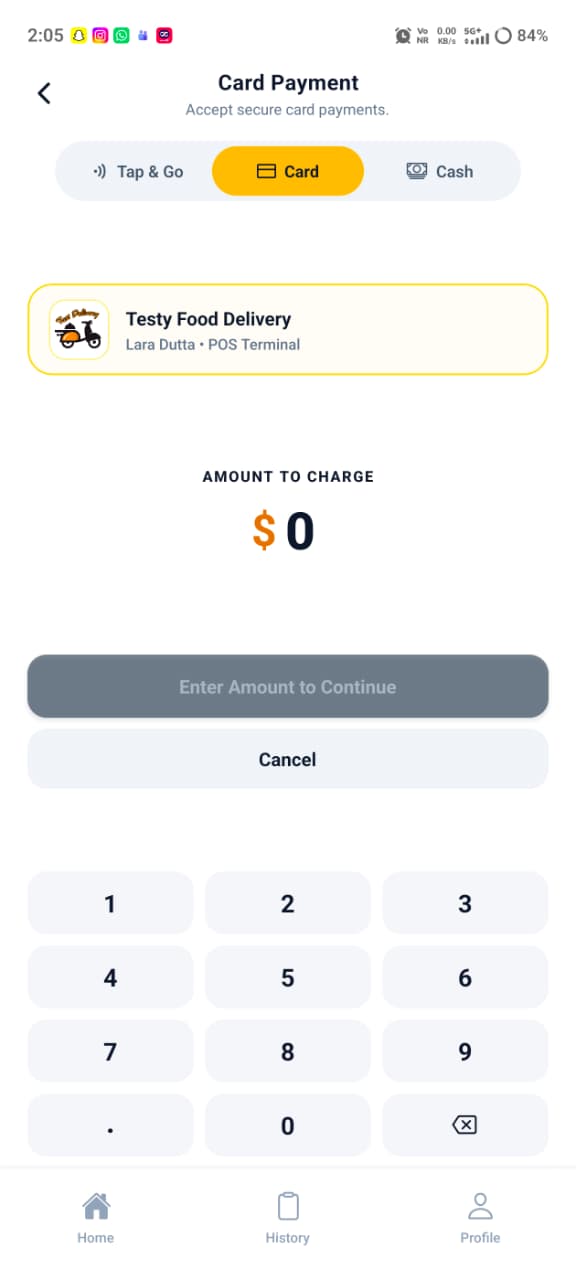 2:05 Vo NR 0.00 KB/s 5G+ 84%
Card Payment
Accept secure card payments.
Tap & Go Card Cash
Testy Food Delivery
Lara Dutta • POS Terminal
AMOUNT TO CHARGE
$ 0
Enter Amount to Continue
Cancel
1 2 3
4 5 6
7 8 9
. 0
Home History Profile